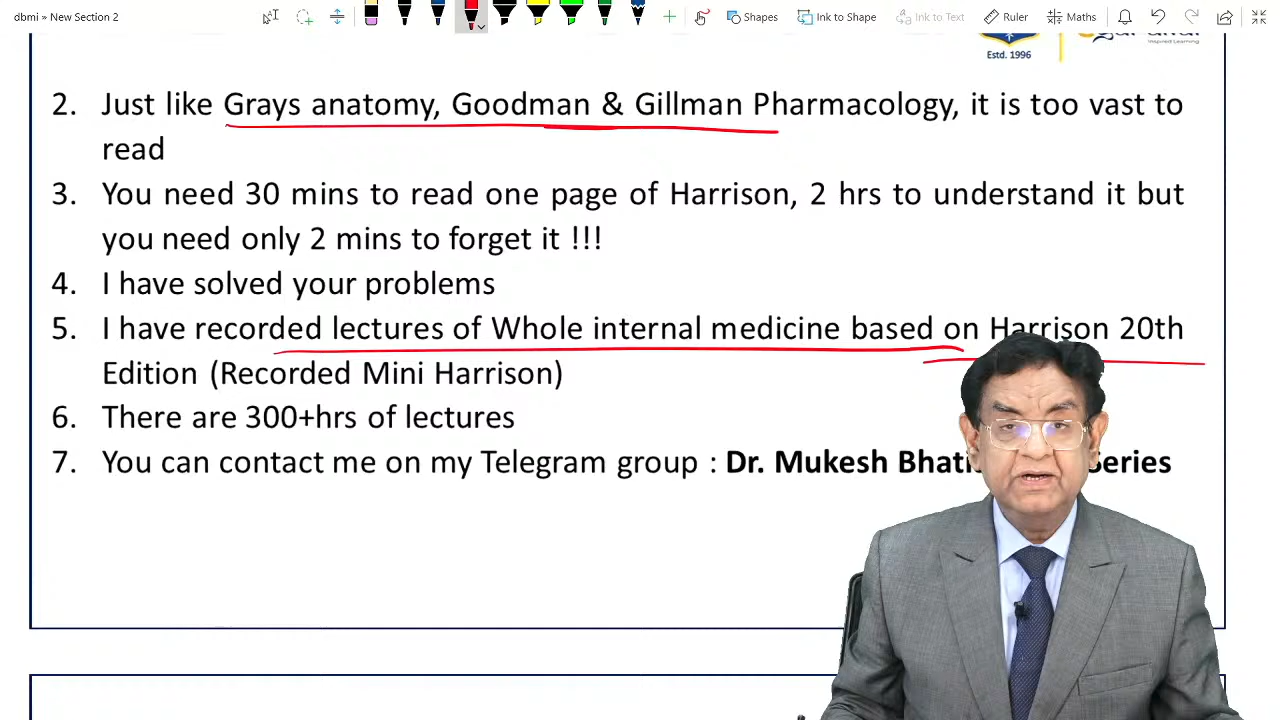 dbmi » New Section 2
Shapes
Ink to Shape
Ink to Text
Ruler
Maths
Estd. 1996
Inspired Learning
2. Just like Grays anatomy, Goodman & Gillman Pharmacology, it is too vast to
read
3. You need 30 mins to read one page of Harrison, 2 hrs to understand it but
you need only 2 mins to forget it !!!
4. I have solved your problems
5. I have recorded lectures of Whole internal medicine based on Harrison 20th
Edition (Recorded Mini Harrison)
6. There are 300+hrs of lectures
7. You can contact me on my Telegram group : Dr. Mukesh